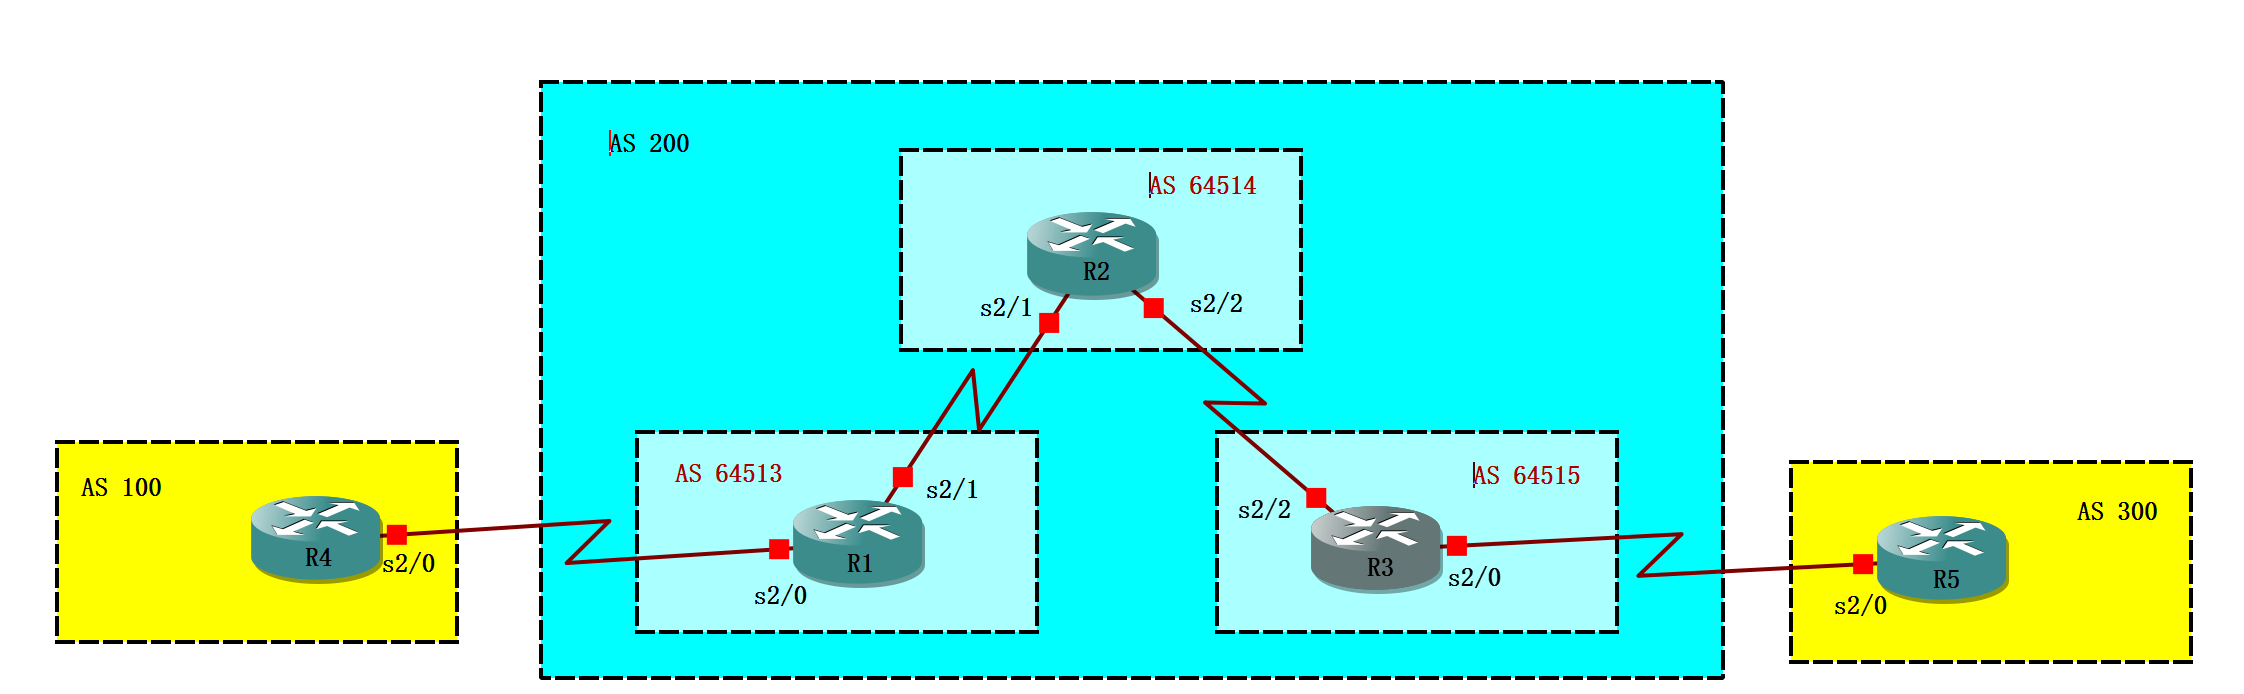 AS 200
AS 64514
R2
s2/1
s2/2
AS 64513
s2/1
R1
s2/0
AS 64515
s2/2
R3
s2/0
AS 100
R4
s2/0
AS 300
R5
s2/0